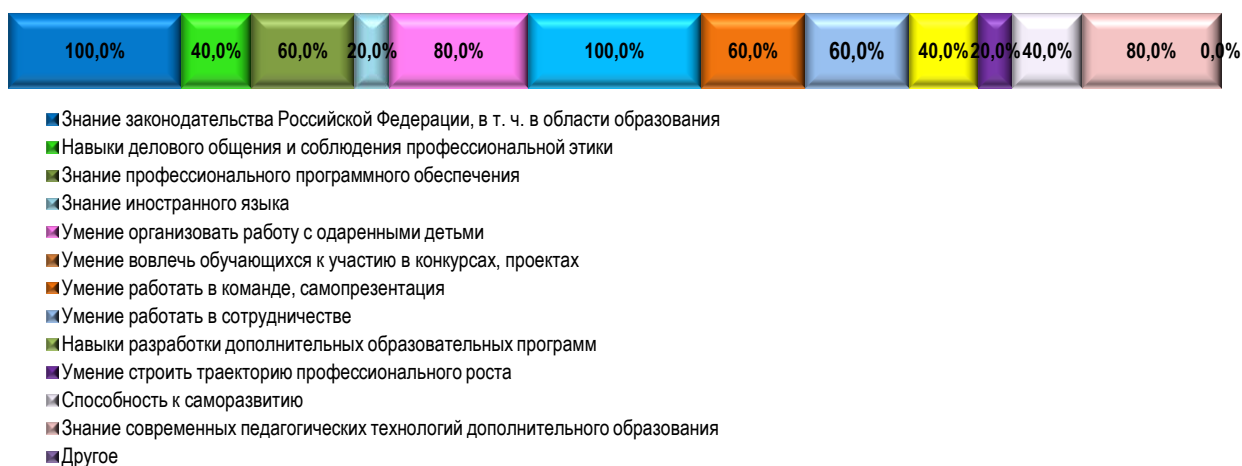 100,0% 40,0% 60,0% 20,0% 80,0% 100,0% 60,0% 60,0% 40,0% 20,0% 40,0% 80,0% 0,0%
Знание законодательства Российской Федерации, в т. ч. в области образования
Навыки делового общения и соблюдения профессиональной этики
Знание профессионального программного обеспечения
Знание иностранного языка
Умение организовать работу с одаренными детьми
Умение вовлечь обучающихся к участию в конкурсах, проектах
Умение работать в команде, самопрезентация
Умение работать в сотрудничестве
Навыки разработки дополнительных образовательных программ
Умение строить траекторию профессионального роста
Способность к саморазвитию
Знание современных педагогических технологий дополнительного образования
Другое